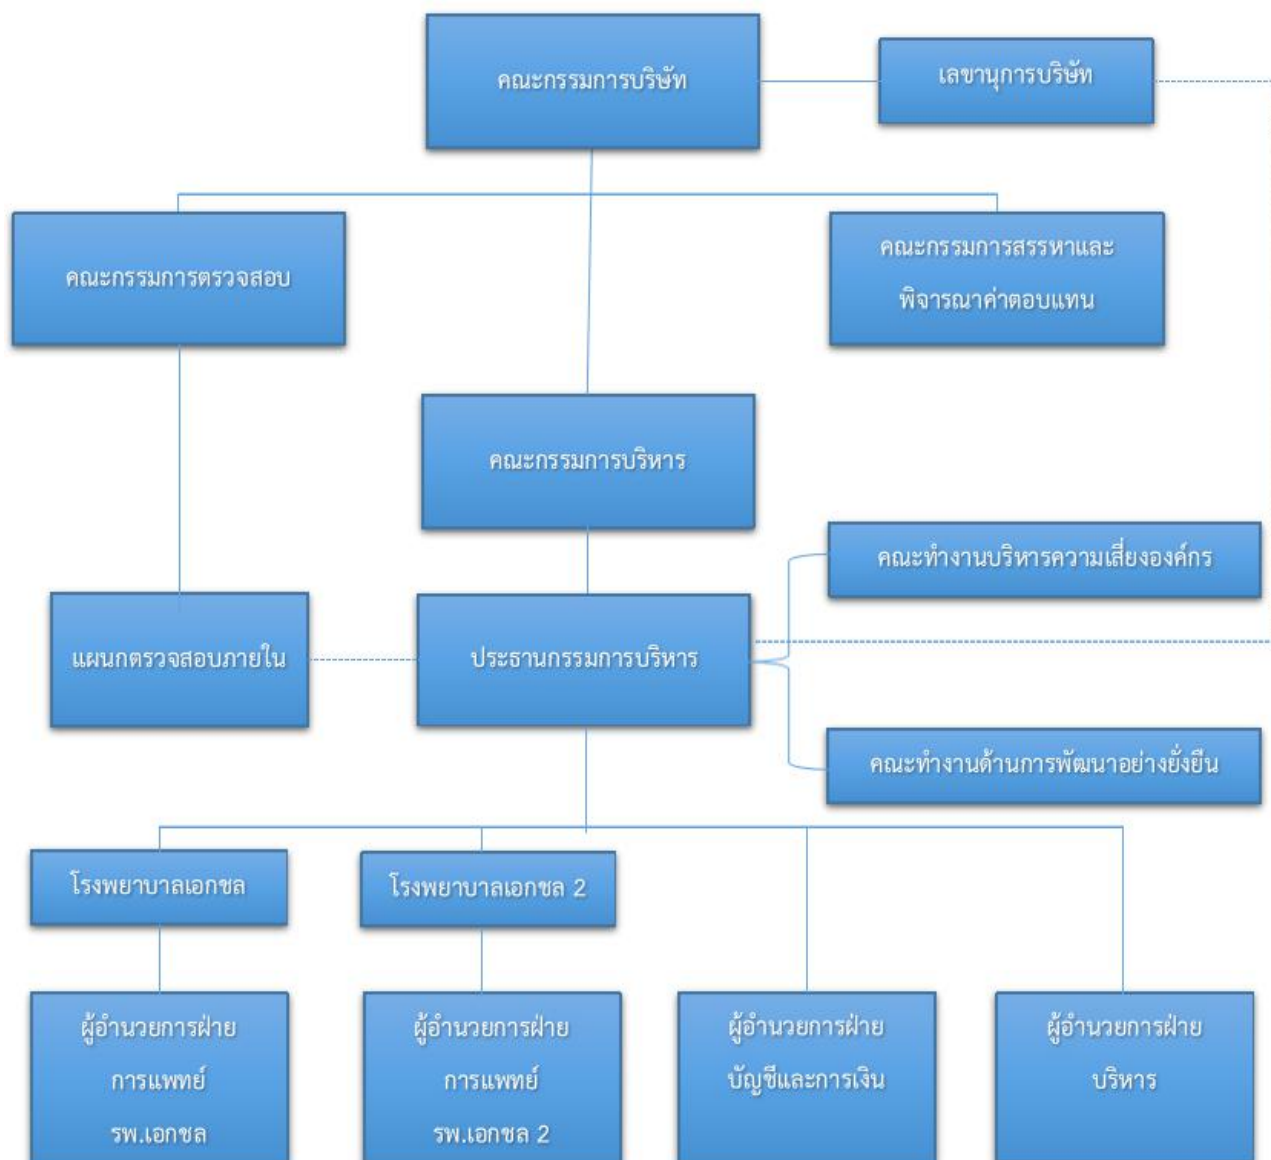 คณะกรรมการบริษัท
เลขานุการบริษัท
คณะกรรมการตรวจสอบ
คณะกรรมการสรรหาและ
พิจารณาค่าตอบแทน
คณะกรรมการบริหาร
คณะทำงานบริหารความเสี่ยงองค์กร
แผนกตรวจสอบภายใน
ประธานกรรมการบริหาร
คณะทำงานด้านการพัฒนาอย่างยั่งยืน
โรงพยาบาลเอกชล
โรงพยาบาลเอกชล 2
ผู้อำนวยการฝ่าย
การแพทย์
รพ.เอกชล
ผู้อำนวยการฝ่าย
การแพทย์
รพ.เอกชล 2
ผู้อำนวยการฝ่าย
บัญชีและการเงิน
ผู้อำนวยการฝ่าย
บริหาร